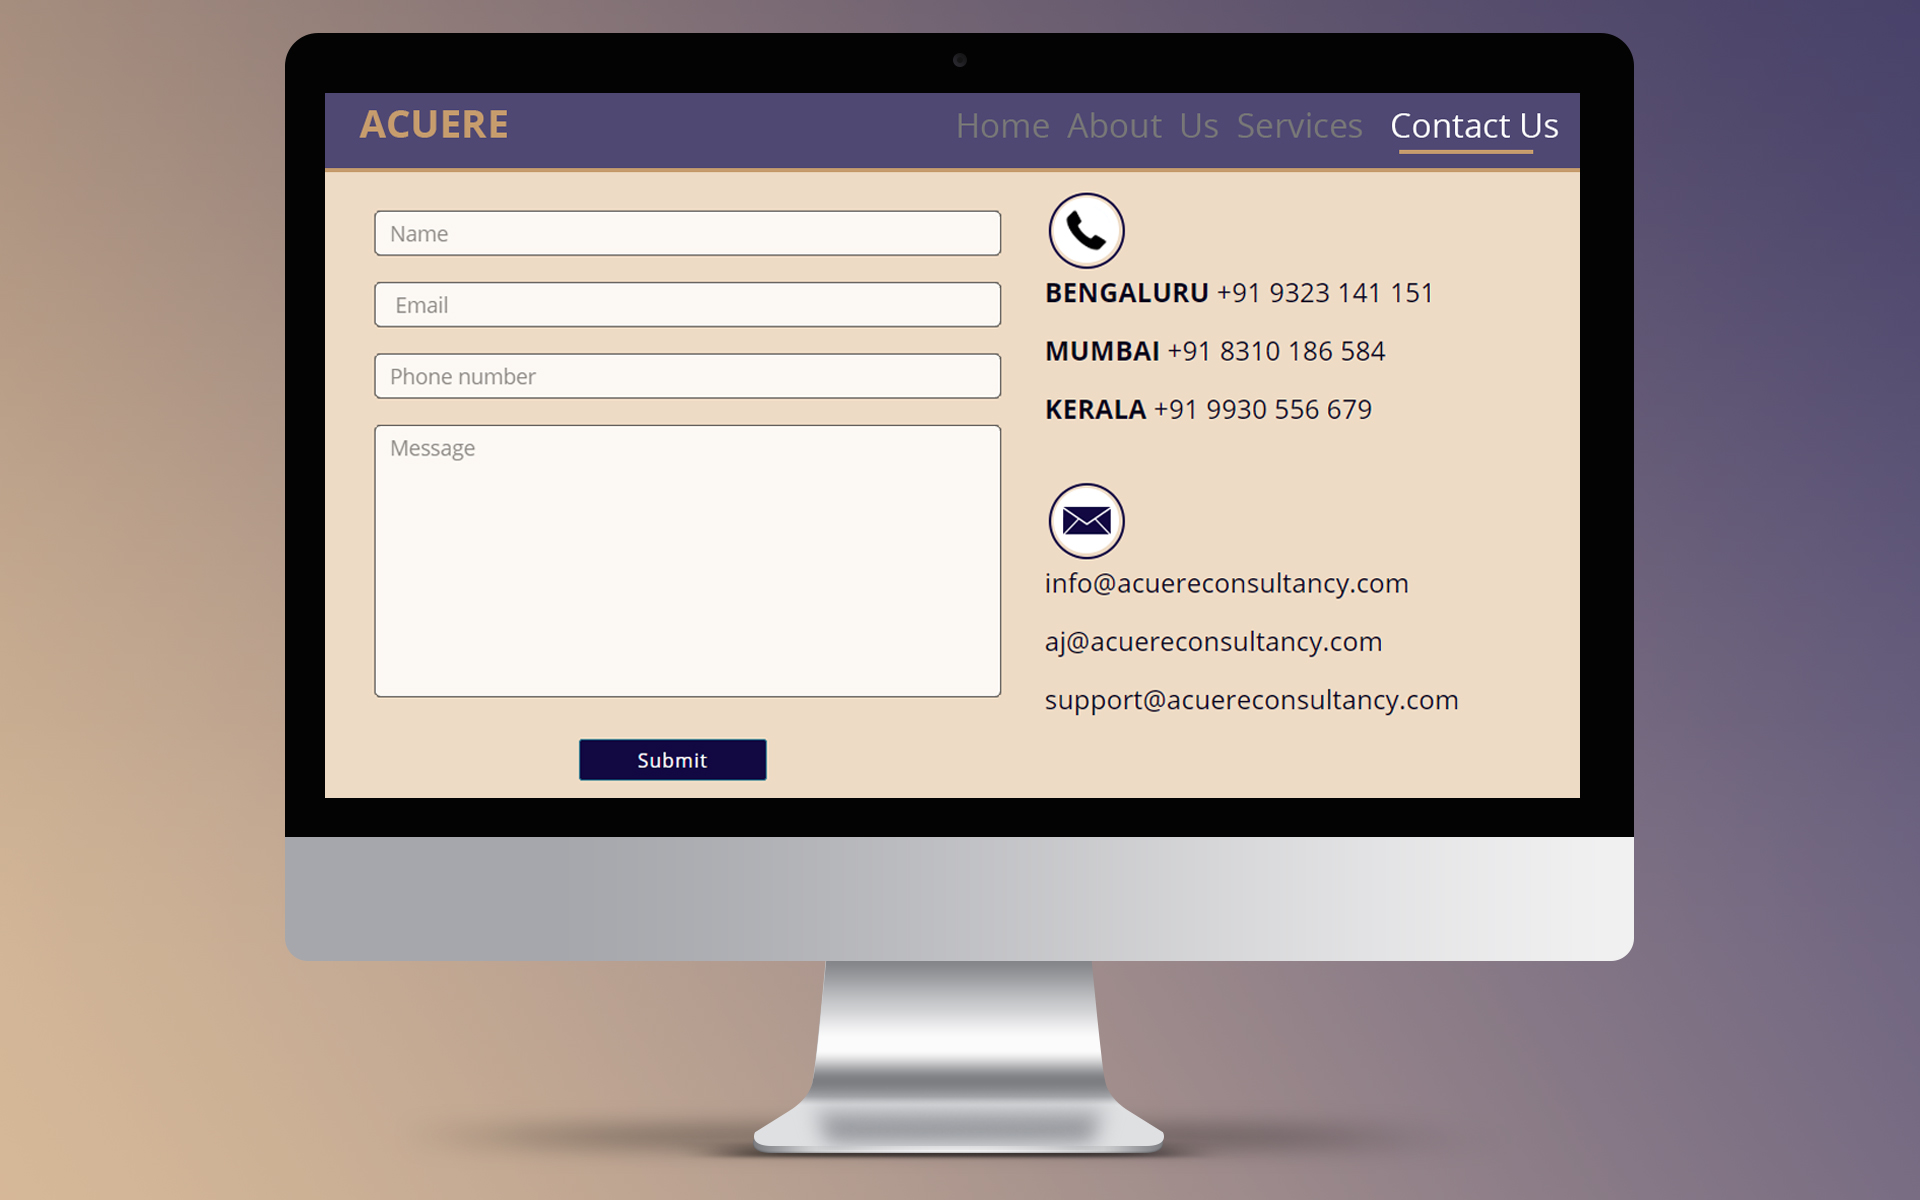 ACUERE
Home About Us Services Contact Us
Name
Email
Phone number
Message
Submit
BENGALURU +91 9323 141 151
MUMBAI +91 8310 186 584
KERALA +91 9930 556 679
info@acuereconsultancy.com
aj@acuereconsultancy.com
support@acuereconsultancy.com